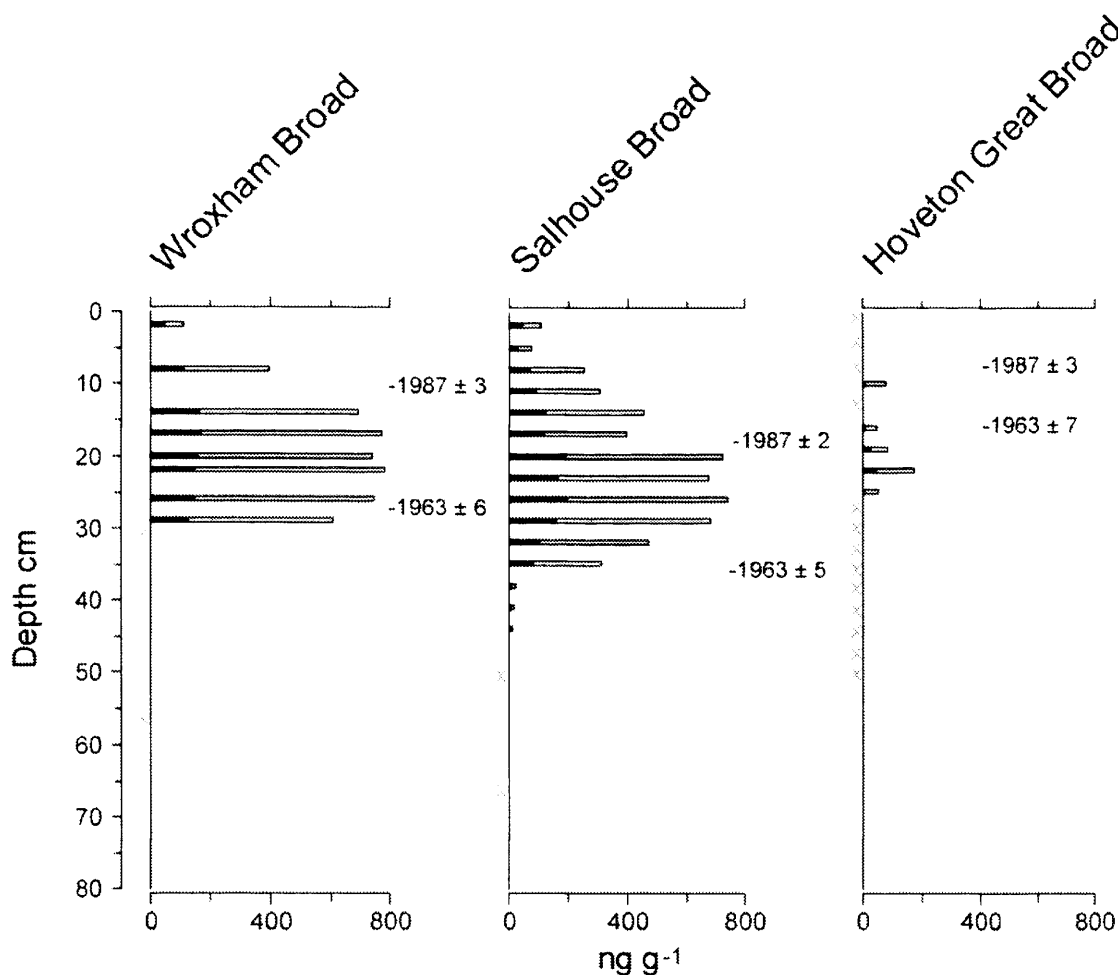 Wroxham Broad
Salhouse Broad
Hoveton Great Broad
Depth cm
0
10
20
30
40
50
60
70
80
-1987 ± 3
-1963 ± 6
-1987 ± 2
-1963 ± 5
-1987 ± 3
-1963 ± 7
0 400 800
0 400 800
0 400 800
ng g-1